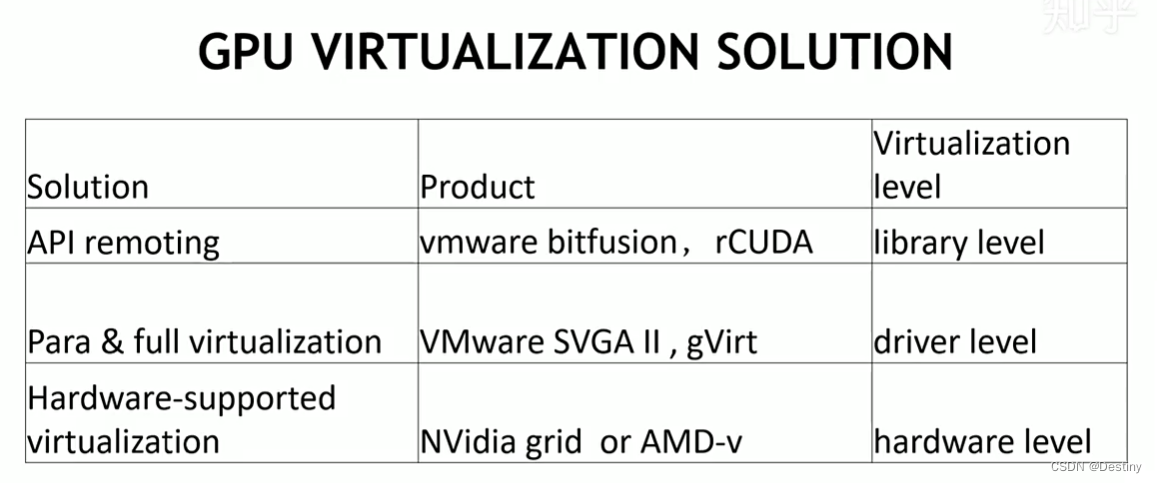 知乎
GPU VIRTUALIZATION SOLUTION
Solution Product Virtualization level
API remoting vmware bitfusion，rCUDA library level
Para & full virtualization VMware SVGA II , gVirt driver level
Hardware-supported virtualization NVidia grid or AMD-v hardware level
CSDN @Destiny